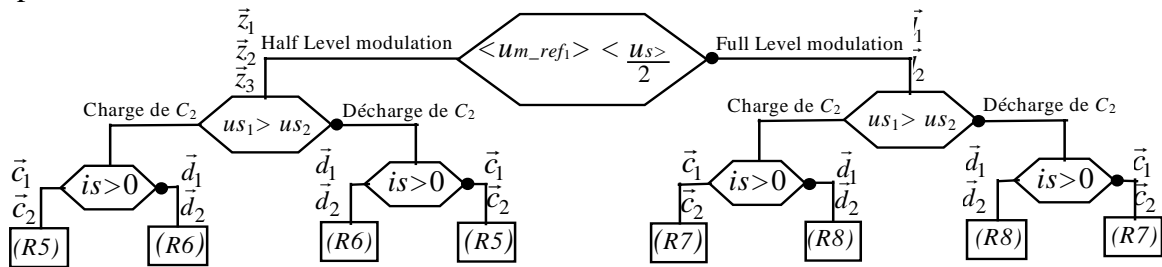 z⃗1
z⃗2
z⃗3
Half Level modulation
<um_ref1> < us> / 2
Full Level modulation
1
2
Charge de C2
us1> us2
Décharge de C2
Charge de C2
us1> us2
Décharge de C2
c⃗1
c⃗2
is>0
d⃗1
d⃗2
d⃗1
d⃗2
is>0
c⃗1
c⃗2
c⃗1
c⃗2
is>0
d⃗1
d⃗2
d⃗1
d⃗2
is>0
c⃗1
c⃗2
(R5)
(R6)
(R6)
(R5)
(R7)
(R8)
(R8)
(R7)